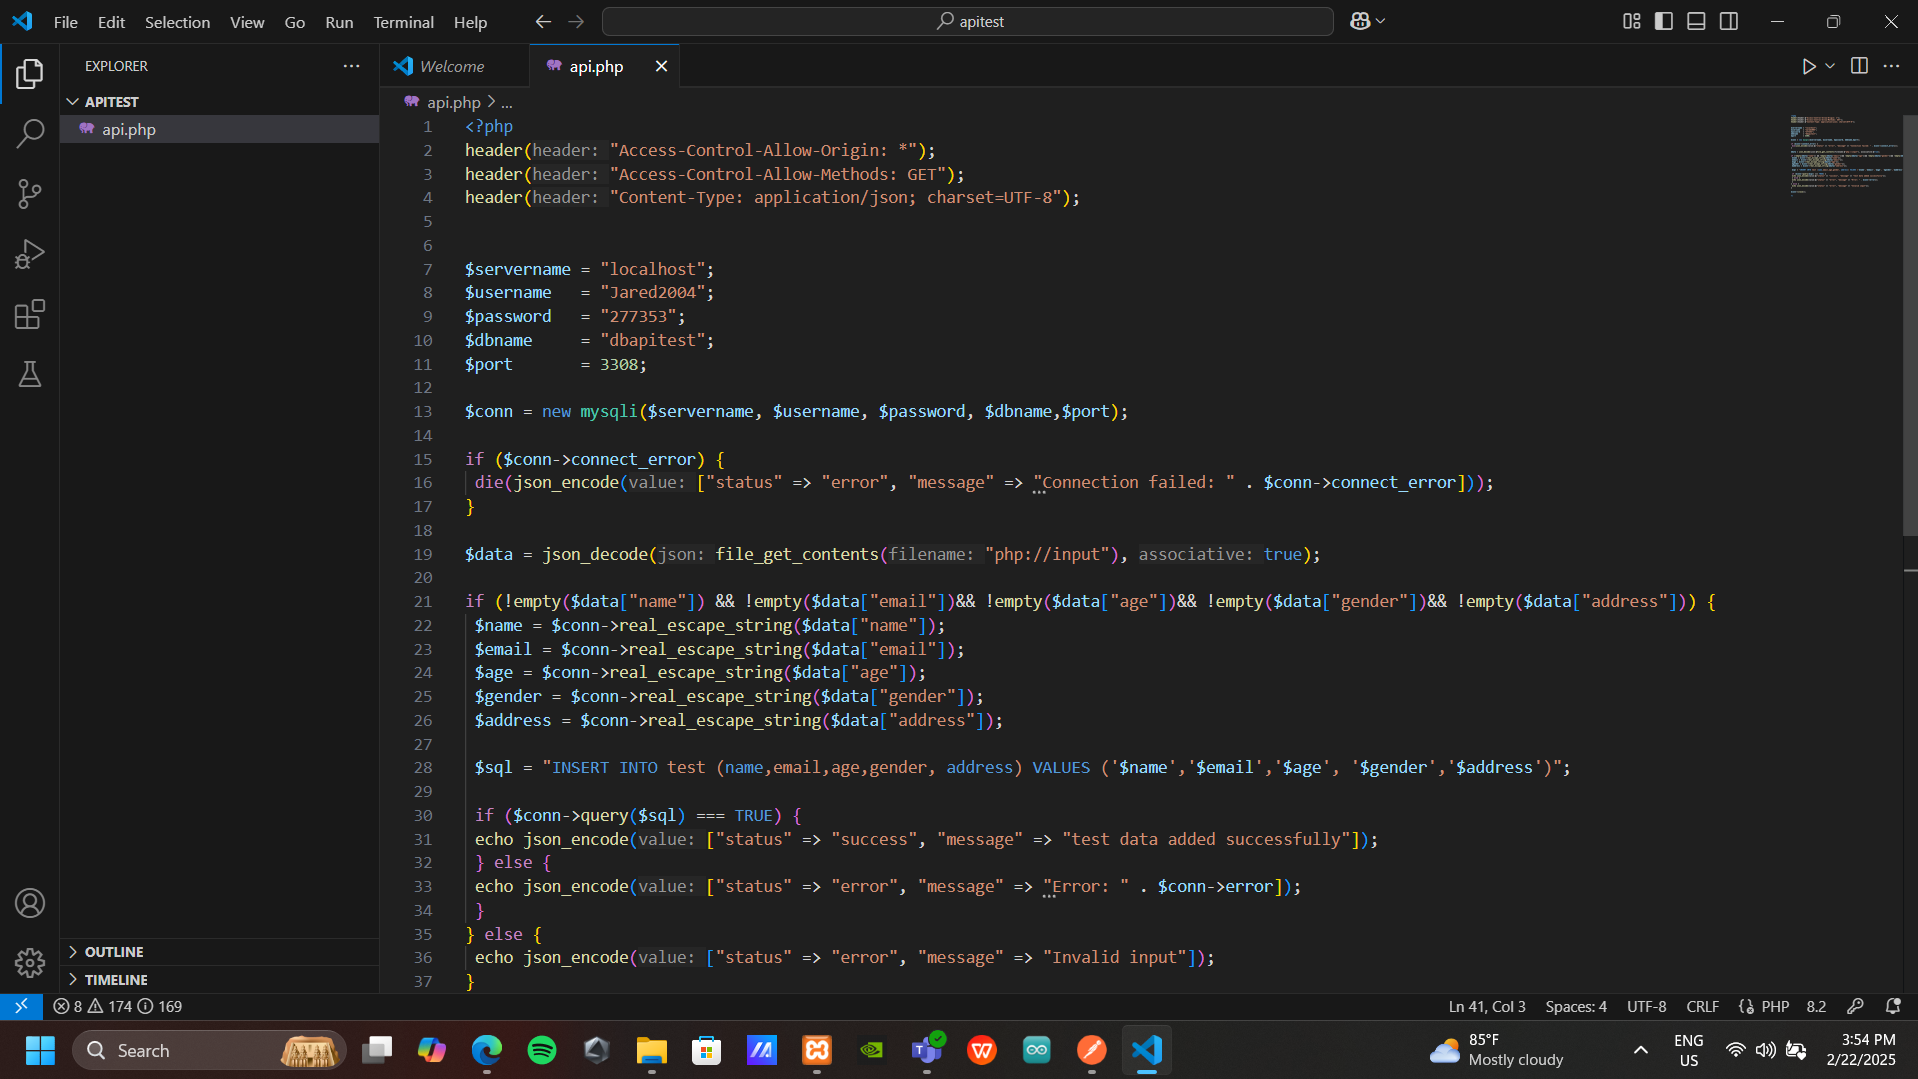 File Edit Selection View Go Run Terminal Help
apitest
EXPLORER
APITEST
api.php
OUTLINE
TIMELINE
Welcome
api.php
api.php > ...
1 <?php
2 header(header: "Access-Control-Allow-Origin: *");
3 header(header: "Access-Control-Allow-Methods: GET");
4 header(header: "Content-Type: application/json; charset=UTF-8");
5
6
7 $servername = "localhost";
8 $username   = "Jared2004";
9 $password   = "277353";
10 $dbname     = "dbapitest";
11 $port       = 3308;
12
13 $conn = new mysqli($servername, $username, $password, $dbname,$port);
14
15 if ($conn->connect_error) {
16  die(json_encode(value: ["status" => "error", "message" => "Connection failed: " . $conn->connect_error]));
17 }
18
19 $data = json_decode(json: file_get_contents(filename: "php://input"), associative: true);
20
21 if (!empty($data["name"]) && !empty($data["email"])&& !empty($data["age"])&& !empty($data["gender"])&& !empty($data["address"])) {
22  $name = $conn->real_escape_string($data["name"]);
23  $email = $conn->real_escape_string($data["email"]);
24  $age = $conn->real_escape_string($data["age"]);
25  $gender = $conn->real_escape_string($data["gender"]);
26  $address = $conn->real_escape_string($data["address"]);
27
28  $sql = "INSERT INTO test (name,email,age,gender, address) VALUES ('$name','$email','$age', '$gender','$address')";
29
30  if ($conn->query($sql) === TRUE) {
31  echo json_encode(value: ["status" => "success", "message" => "test data added successfully"]);
32  } else {
33  echo json_encode(value: ["status" => "error", "message" => "Error: " . $conn->error]);
34  }
35 } else {
36  echo json_encode(value: ["status" => "error", "message" => "Invalid input"]);
37 }
8 174 169
Ln 41, Col 3 Spaces: 4 UTF-8 CRLF PHP 8.2
Search
85°F
Mostly cloudy
ENG
US
3:54 PM
2/22/2025